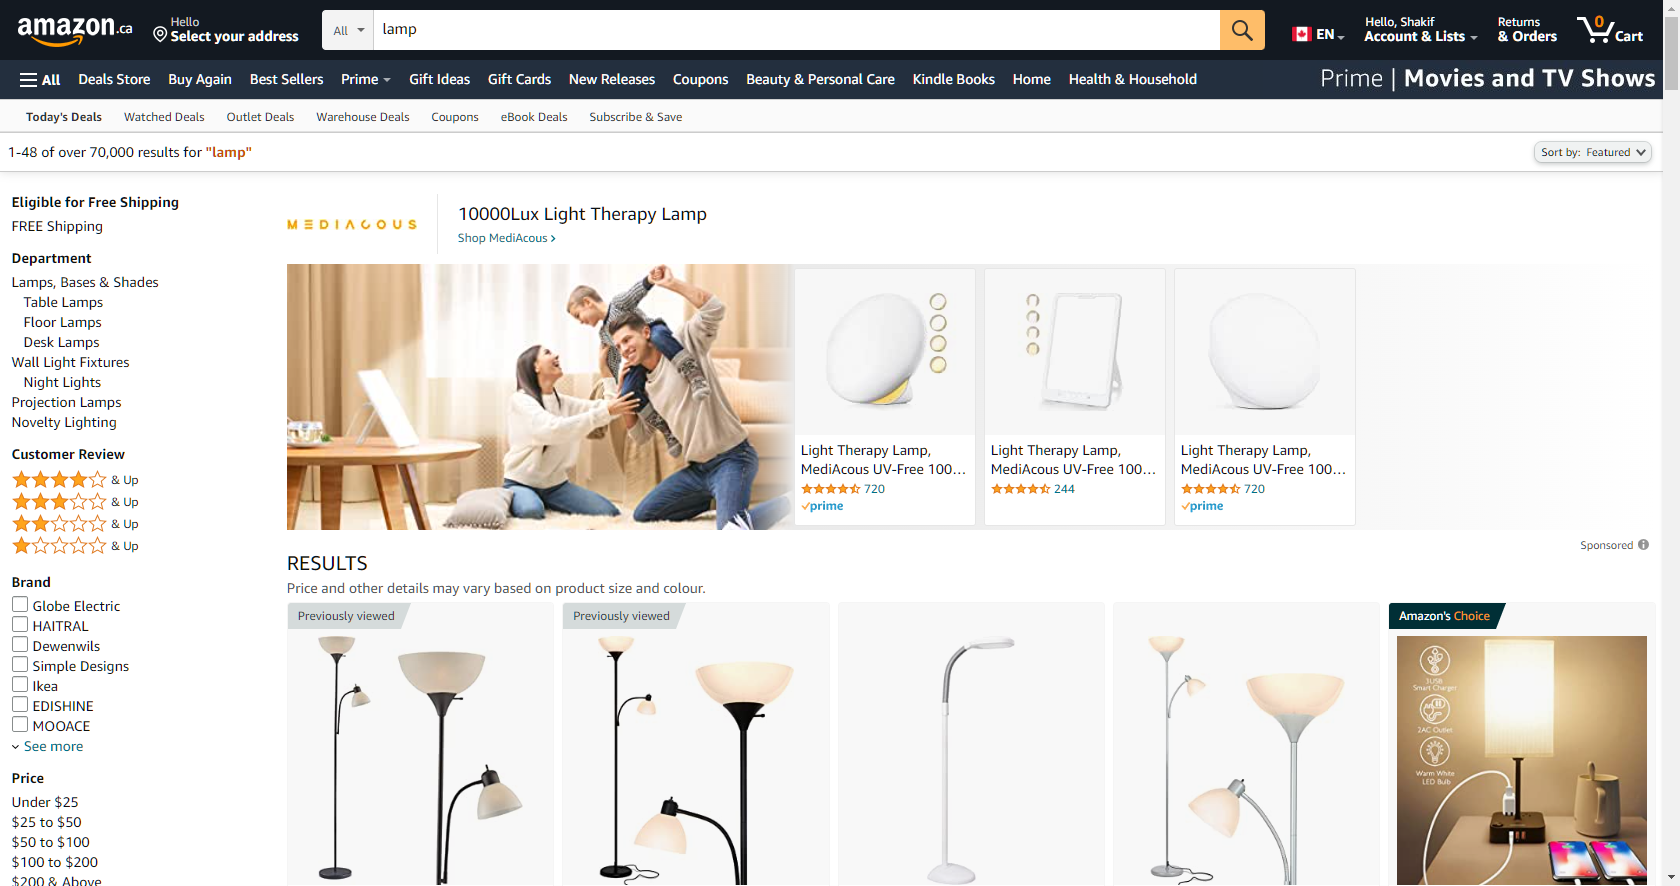 amazon.ca
Hello
Select your address
All
lamp
EN
Hello, Shakif
Account & Lists
Returns
& Orders
0
Cart
All
Deals Store
Buy Again
Best Sellers
Prime
Gift Ideas
Gift Cards
New Releases
Coupons
Beauty & Personal Care
Kindle Books
Home
Health & Household
Prime | Movies and TV Shows
Today's Deals
Watched Deals
Outlet Deals
Warehouse Deals
Coupons
eBook Deals
Subscribe & Save
1-48 of over 70,000 results for "lamp"
Sort by: Featured
Eligible for Free Shipping
FREE Shipping
Department
Lamps, Bases & Shades
Table Lamps
Floor Lamps
Desk Lamps
Wall Light Fixtures
Night Lights
Projection Lamps
Novelty Lighting
Customer Review
& Up
& Up
& Up
& Up
Brand
Globe Electric
HAITRAL
Dewenwils
Simple Designs
Ikea
EDISHINE
MOOACE
See more
Price
Under $25
$25 to $50
$50 to $100
$100 to $200
$200 & Above
MEDIACOUS
10000Lux Light Therapy Lamp
Shop MediAcous ›
Light Therapy Lamp,
MediAcous UV-Free 100…
720
prime
Light Therapy Lamp,
MediAcous UV-Free 100…
244
Light Therapy Lamp,
MediAcous UV-Free 100…
720
prime
Sponsored
RESULTS
Price and other details may vary based on product size and colour.
Previously viewed
Previously viewed
Amazon's Choice
3USB
Smart Charger
2AC Outlet
Warm White
LED Bulb